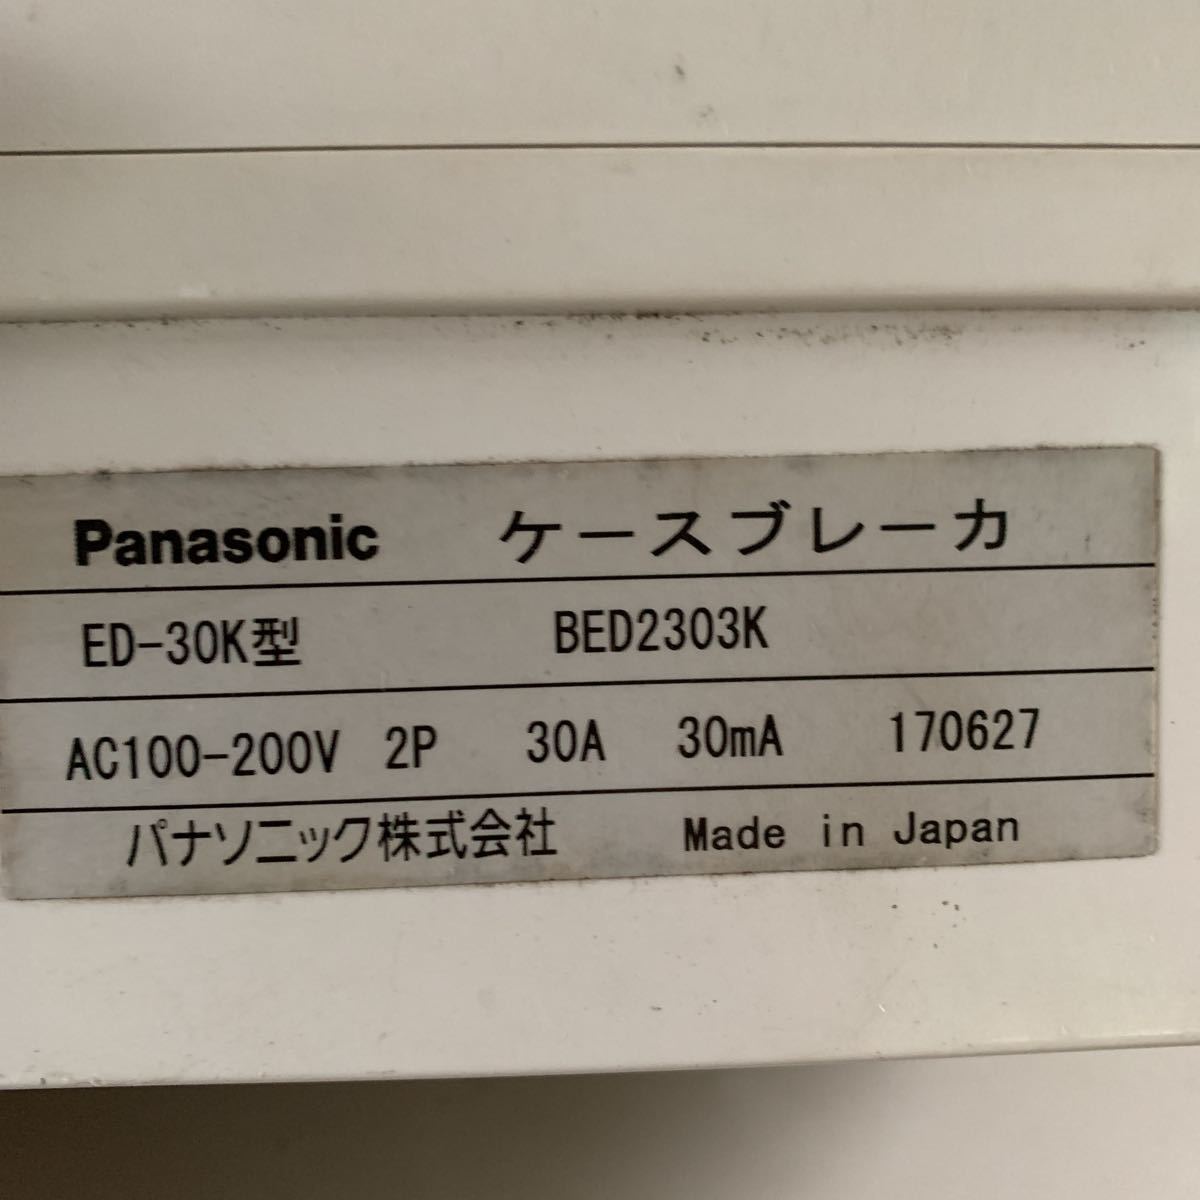 Panasonic ケースブレーカ
ED-30K型 BED2303K
AC100-200V 2P 30A 30mA 170627
パナソニック株式会社 Made in Japan